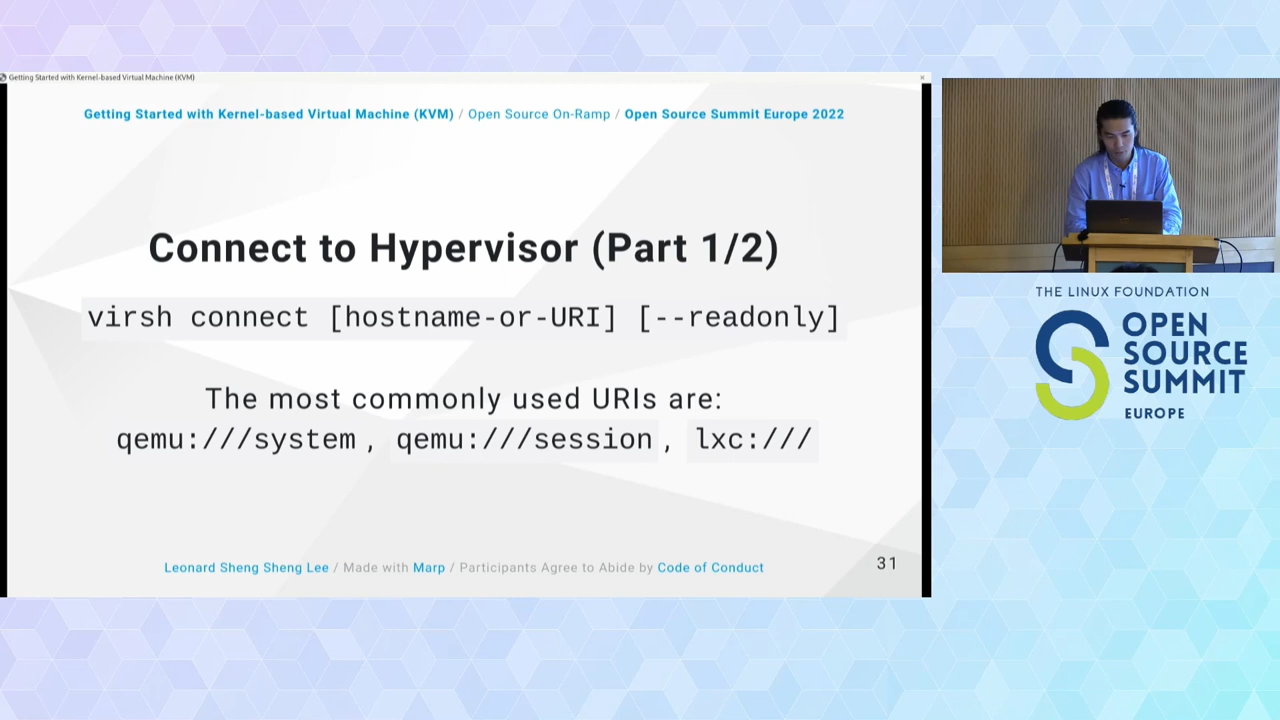 Getting Started with Kernel-based Virtual Machine (KVM)
Getting Started with Kernel-based Virtual Machine (KVM) / Open Source On-Ramp / Open Source Summit Europe 2022
Connect to Hypervisor (Part 1/2)
virsh connect [hostname-or-URI] [--readonly]
The most commonly used URIs are:
qemu:///system , qemu:///session , lxc:///
Leonard Sheng Sheng Lee / Made with Marp / Participants Agree to Abide by Code of Conduct
31
THE LINUX FOUNDATION
OPEN
SOURCE
SUMMIT
EUROPE